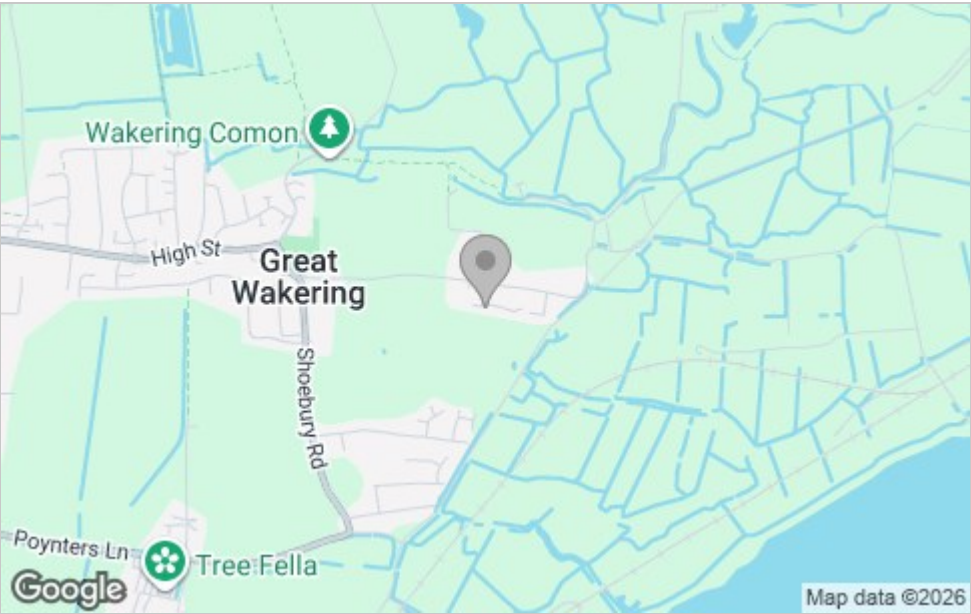 Wakering Comon
High St
Great
Wakering
Shoebury Rd
Poynters Ln
Tree Fella
Google
Map data ©2026